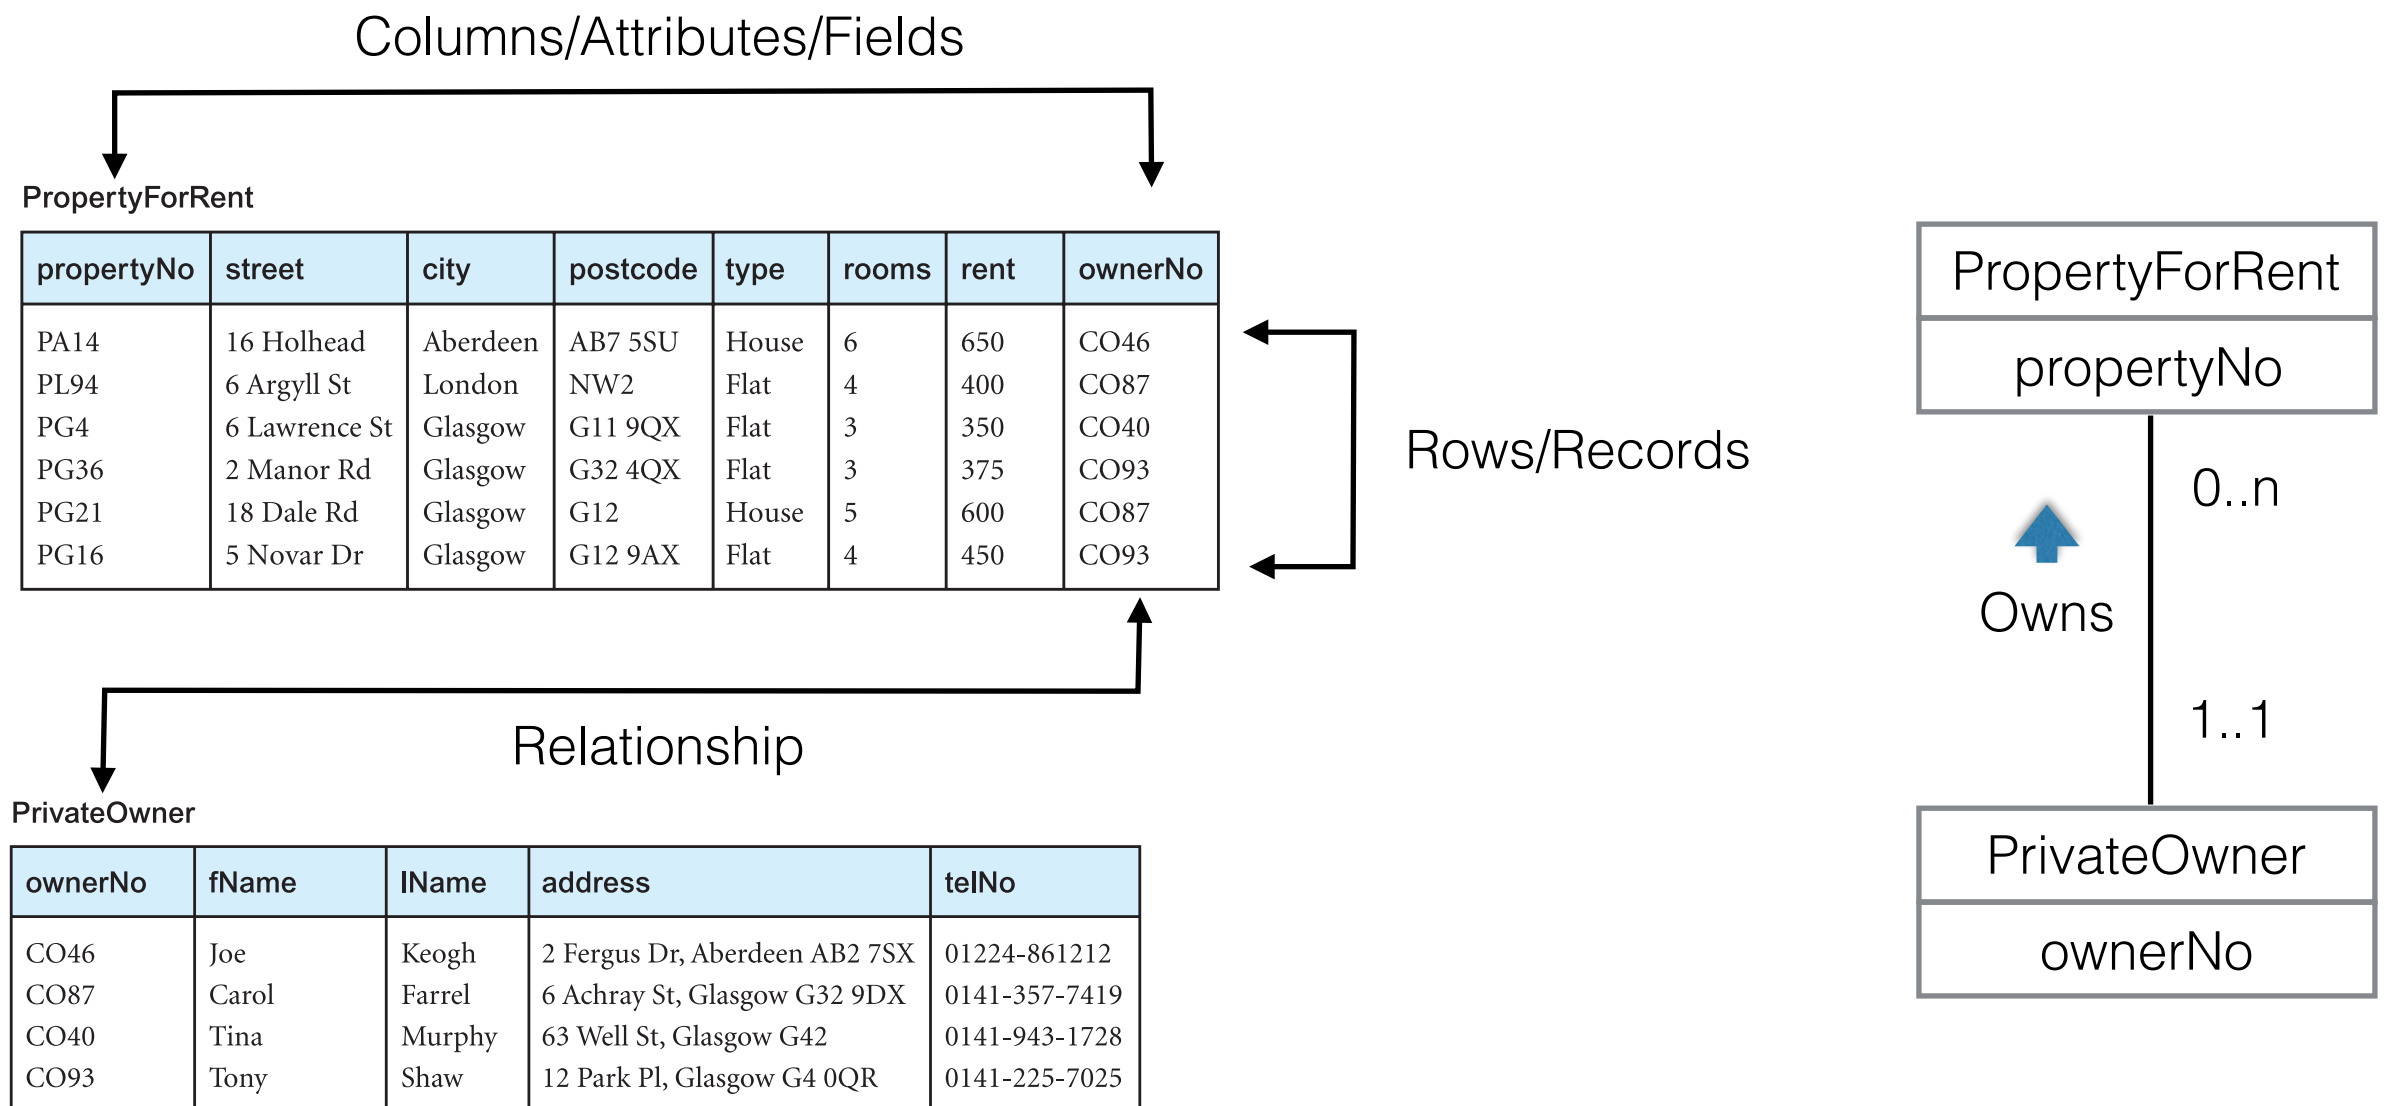 Columns/Attributes/Fields
PropertyForRent
propertyNo street city postcode type rooms rent ownerNo
PA14 16 Holhead Aberdeen AB7 5SU House 6 650 CO46
PL94 6 Argyll St London NW2 Flat 4 400 CO87
PG4 6 Lawrence St Glasgow G11 9QX Flat 3 350 CO40
PG36 2 Manor Rd Glasgow G32 4QX Flat 3 375 CO93
PG21 18 Dale Rd Glasgow G12 House 5 600 CO87
PG16 5 Novar Dr Glasgow G12 9AX Flat 4 450 CO93
Rows/Records
Relationship
PrivateOwner
ownerNo fName lName address telNo
CO46 Joe Keogh 2 Fergus Dr, Aberdeen AB2 7SX 01224-861212
CO87 Carol Farrel 6 Achray St, Glasgow G32 9DX 0141-357-7419
CO40 Tina Murphy 63 Well St, Glasgow G42 0141-943-1728
CO93 Tony Shaw 12 Park Pl, Glasgow G4 0QR 0141-225-7025
PropertyForRent
propertyNo
0..n
Owns
1..1
PrivateOwner
ownerNo